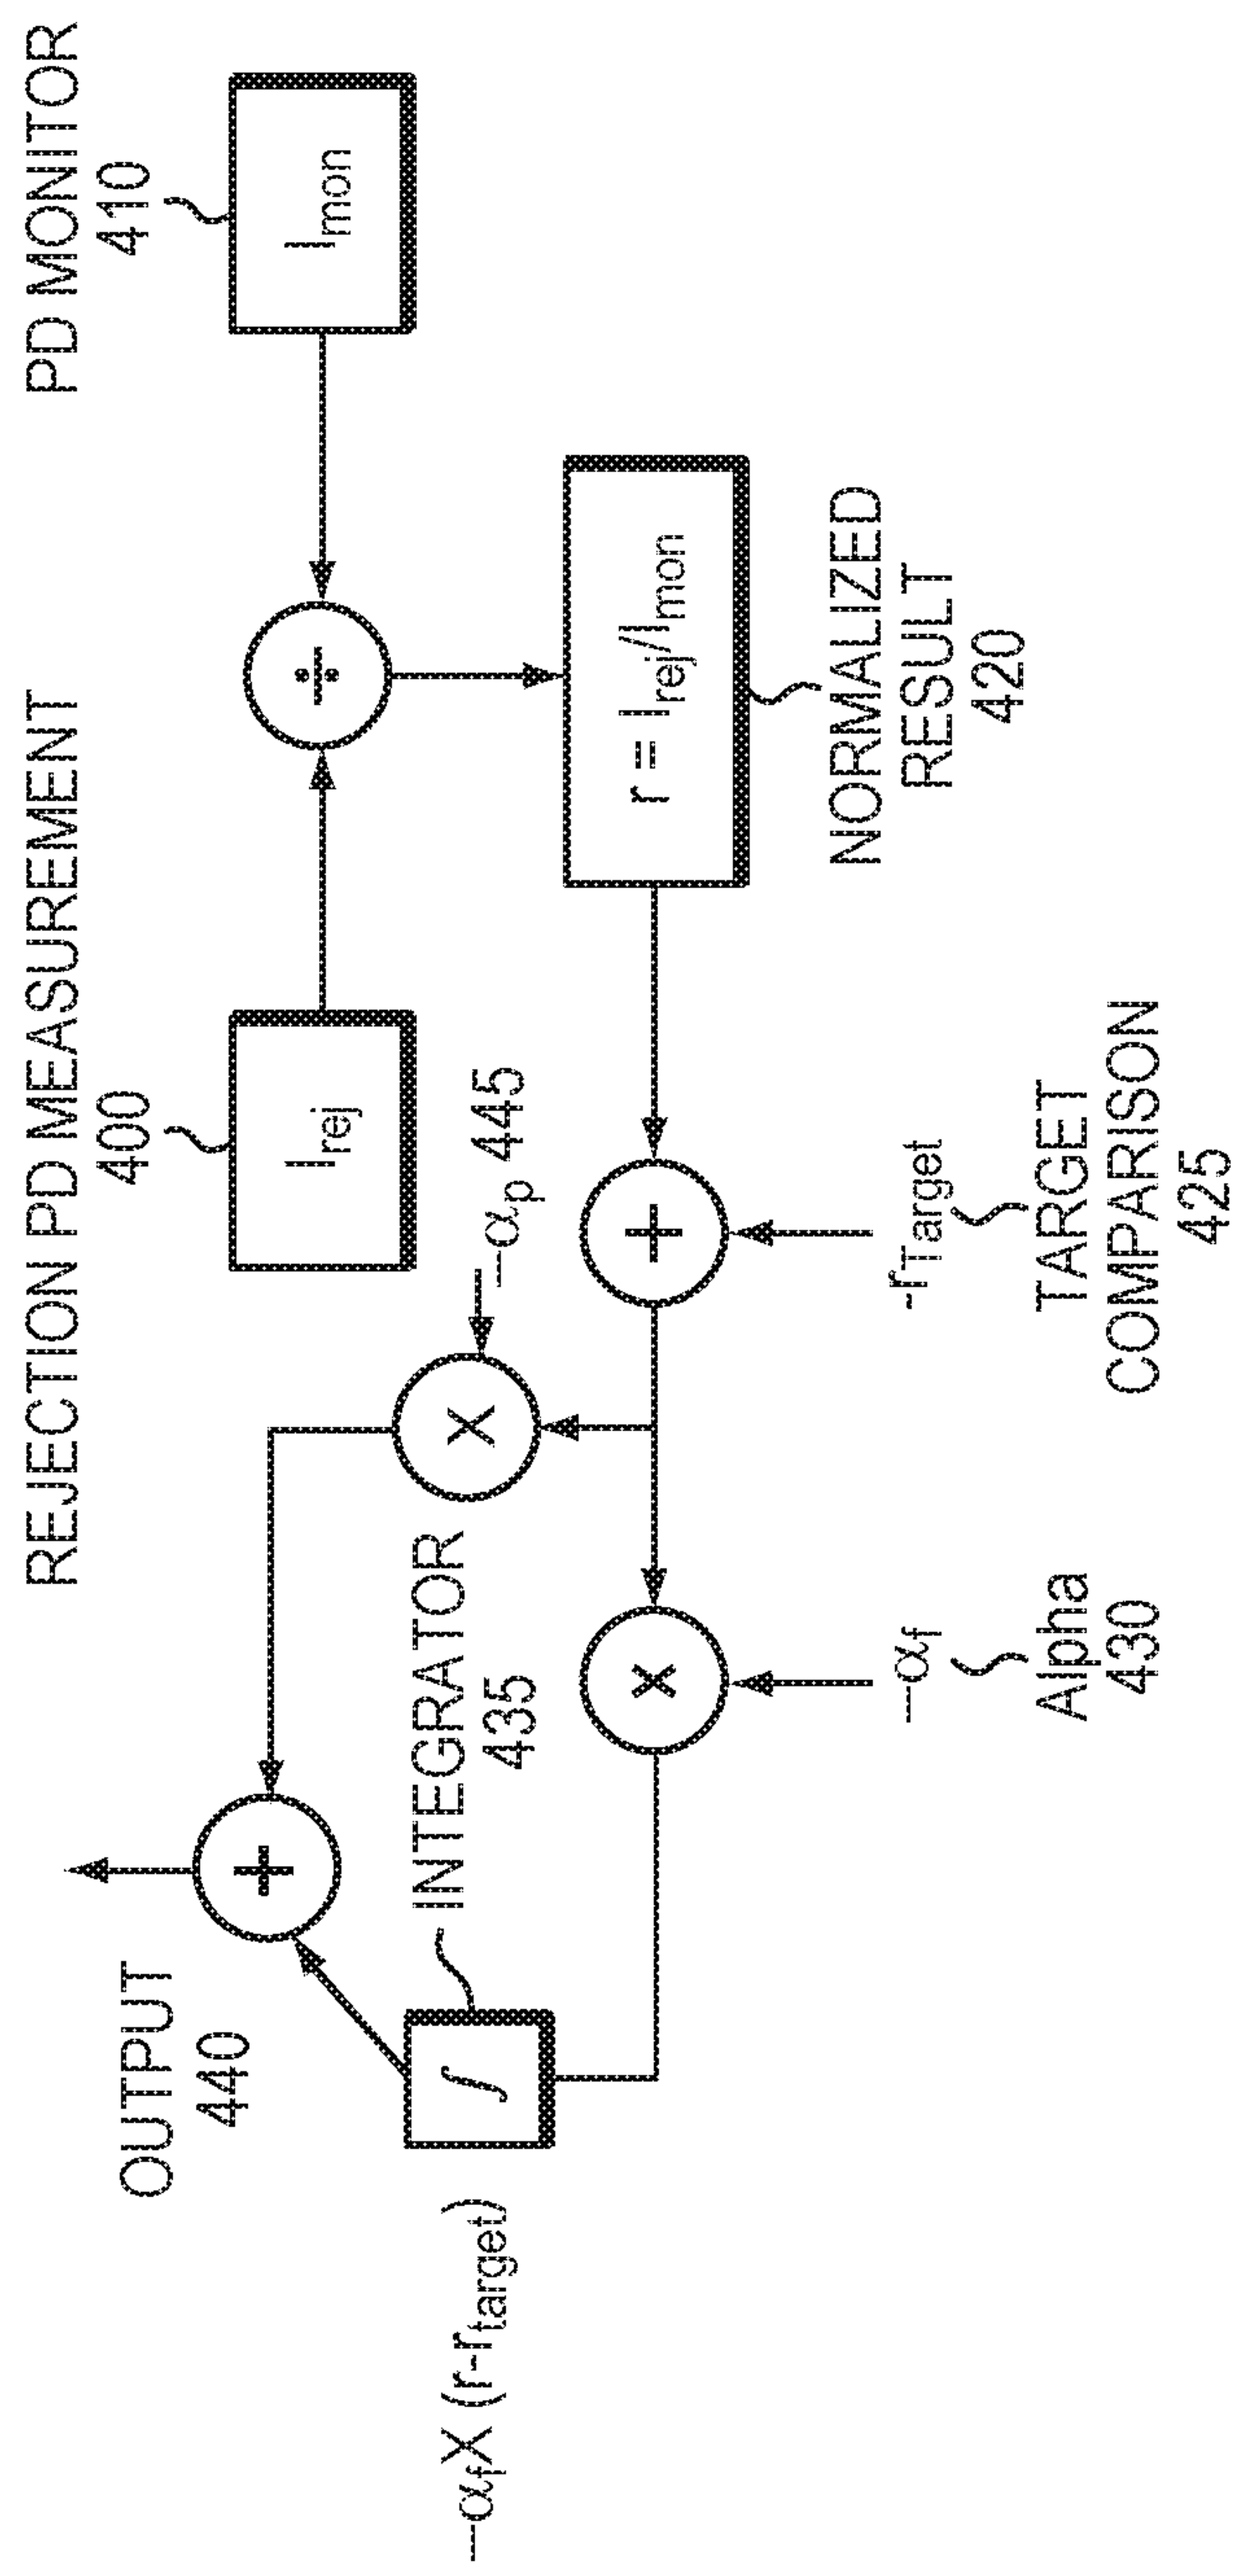 REJECTION PD MEASUREMENT
400
I_rej
PD MONITOR
410
I_mon
÷
r = I_rej/I_mon
NORMALIZED
RESULT
420
+
-r_Target
TARGET
COMPARISON
425
X
—α_p 445
x
—α_f
Alpha
430
INTEGRATOR
435
∫
—α_f X (r-r_target)
+
OUTPUT
440